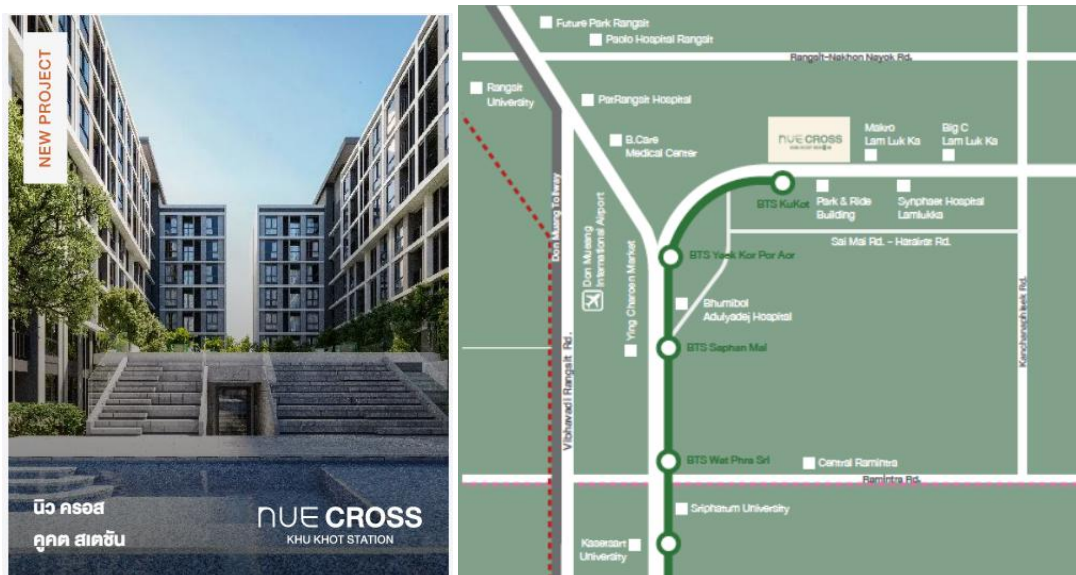 NEW PROJECT
นิว ครอส
คูคต สเตชัน
nUE CROSS
KHU KHOT STATION
Future Park Rangsit
Paolo Hospital Rangsit
Rangsit-Nakhon Nayok Rd.
Rangsit
University
PatRangsit Hospital
B.Care
Medical Center
nUE CROSS
Makro
Lam Luk Ka
Big C
Lam Luk Ka
BTS KuKot
Park & Ride
Building
Synphaet Hospital
Lamlukka
Don Muang Tollway
Don Mueang
International Airport
Sai Mai Rd. - Hathairat Rd.
BTS Yaek Kor Por Aor
Ying Charoen Market
Bhumibol
Adulyadej Hospital
Kanchanaphisek Rd.
Vibhavadi Rangsit Rd.
BTS Saphan Mai
BTS Wat Phra Sri
Central Ramintra
Ramintra Rd.
Sriphatum University
Kasersart
University